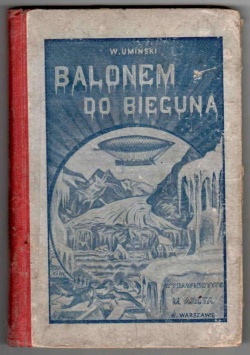 W. UMIŃSKI
BALONEM
DO BIEGUNA
M. ARCTA
W WARSZAWIE